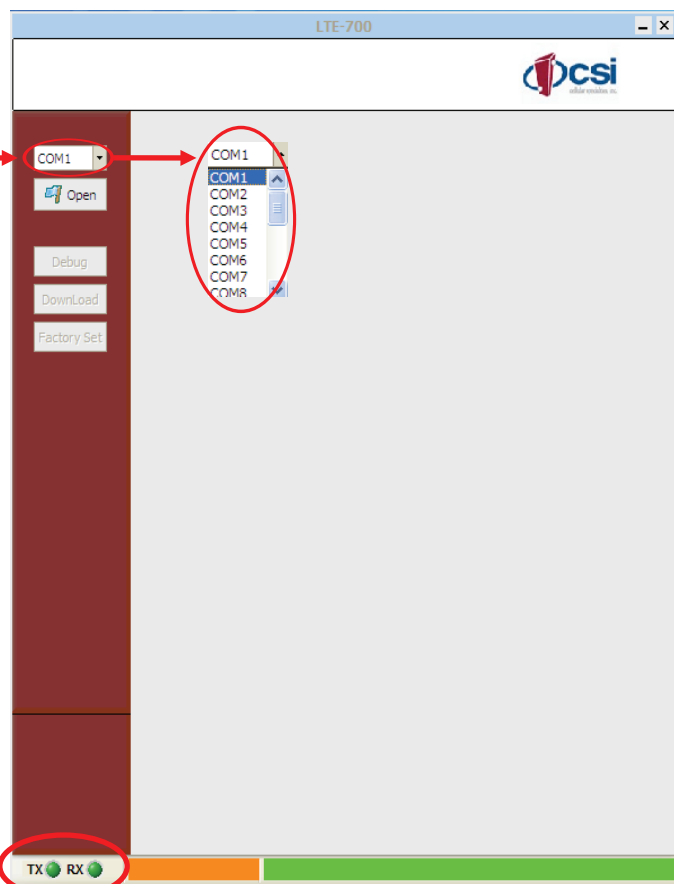 LTE-700
csi
COM1
Open
Debug
DownLoad
Factory Set
COM1
COM1
COM2
COM3
COM4
COM5
COM6
COM7
COM8
TX RX